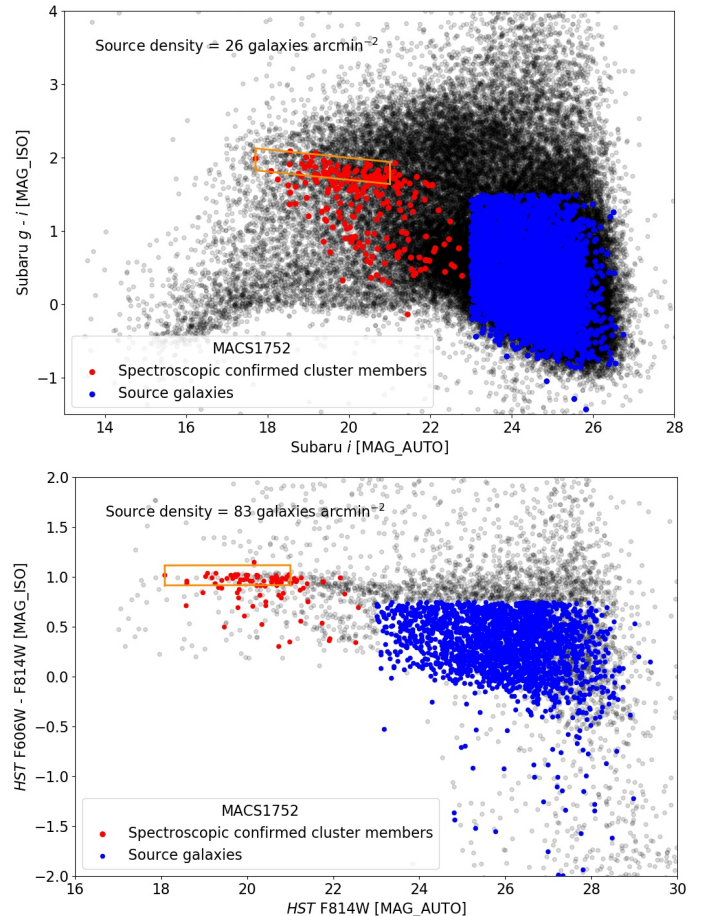 4
3
2
1
0
−1
Subaru g - i [MAG_ISO]
Source density = 26 galaxies arcmin⁻²
MACS1752
Spectroscopic confirmed cluster members
Source galaxies
14 16 18 20 22 24 26 28
Subaru i [MAG_AUTO]
2.0
1.5
1.0
0.5
0.0
−0.5
−1.0
−1.5
−2.0
HST F606W - F814W [MAG_ISO]
Source density = 83 galaxies arcmin⁻²
MACS1752
Spectroscopic confirmed cluster members
Source galaxies
16 18 20 22 24 26 28 30
HST F814W [MAG_AUTO]